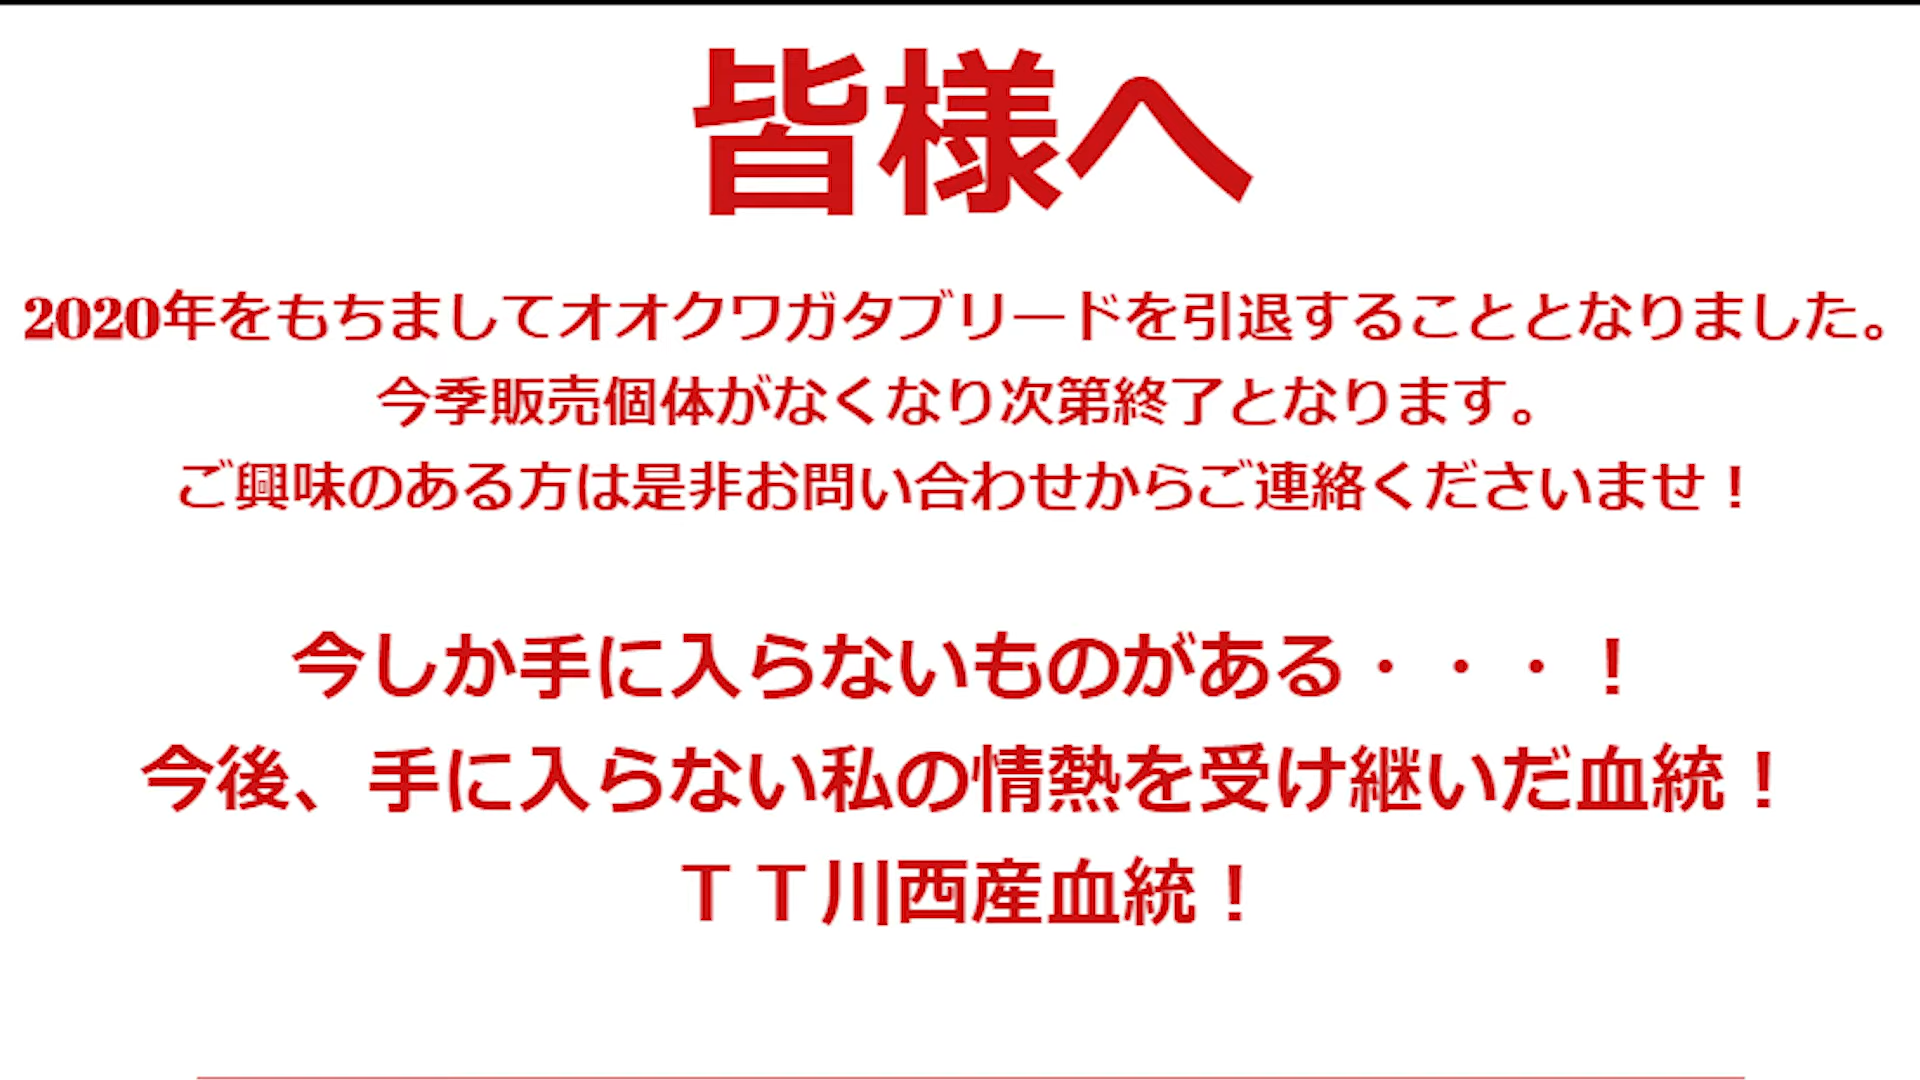 皆様へ
2020年をもちましてオオクワガタブリードを引退することとなりました。
今季販売個体がなくなり次第終了となります。
ご興味のある方は是非お問い合わせからご連絡くださいませ！
今しか手に入らないものがある・・・！
今後、手に入らない私の情熱を受け継いだ血統！
ＴＴ川西産血統！